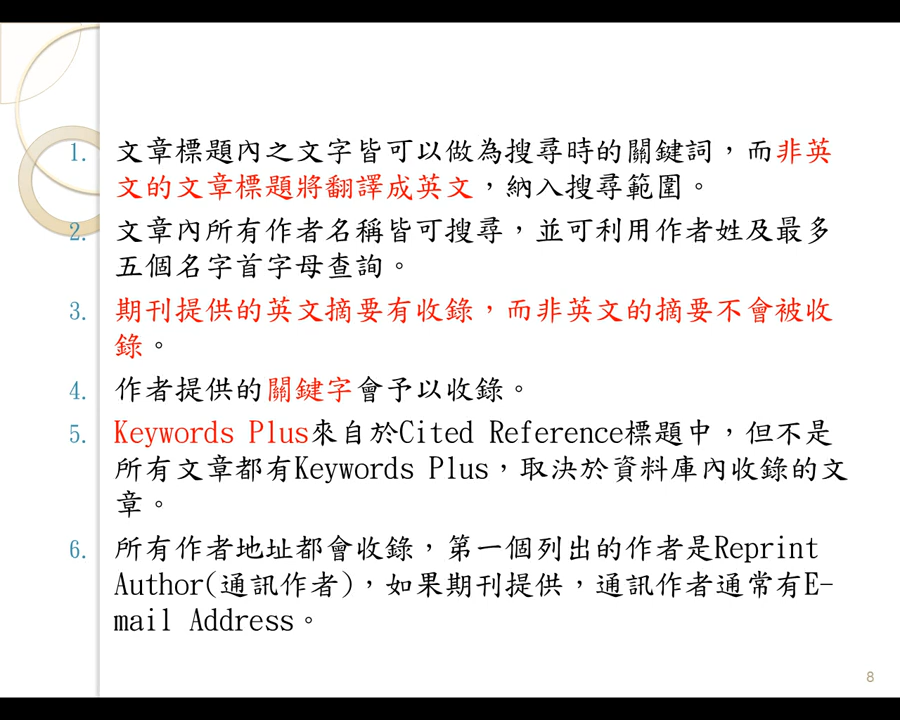 1. 文章標題內之文字皆可以做為搜尋時的關鍵詞，而非英
文的文章標題將翻譯成英文，納入搜尋範圍。
2. 文章內所有作者名稱皆可搜尋，並可利用作者姓及最多
五個名字首字母查詢。
3. 期刊提供的英文摘要有收錄，而非英文的摘要不會被收
錄。
4. 作者提供的關鍵字會予以收錄。
5. Keywords Plus來自於Cited Reference標題中，但不是
所有文章都有Keywords Plus，取決於資料庫內收錄的文
章。
6. 所有作者地址都會收錄，第一個列出的作者是Reprint
Author(通訊作者)，如果期刊提供，通訊作者通常有E-
mail Address。
8